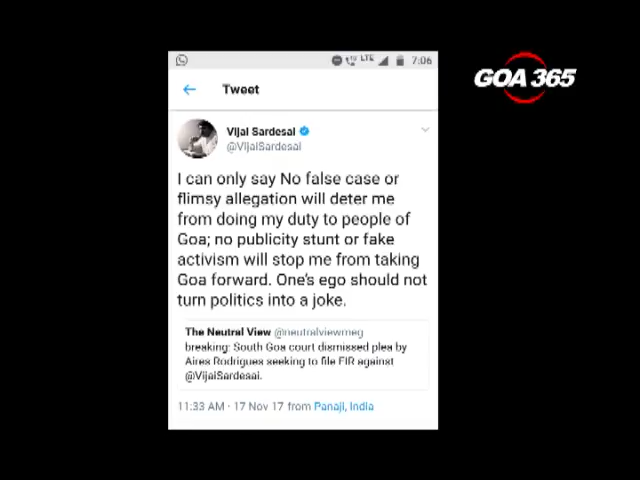 LTE 7:06
GOA 365
Tweet
Vijai Sardesai
@VijaiSardesai
I can only say No false case or
flimsy allegation will deter me
from doing my duty to people of
Goa; no publicity stunt or fake
activism will stop me from taking
Goa forward. One's ego should not
turn politics into a joke.
The Neutral View @neutralviewmeg
breaking: South Goa court dismissed plea by
Aires Rodrigues seeking to file FIR against
@VijaiSardesai.
11:33 AM · 17 Nov 17 from Panaji, India